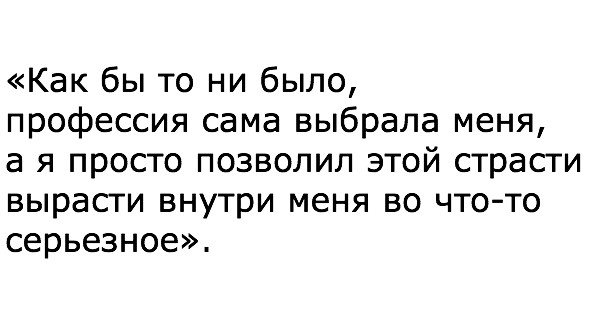 «Как бы то ни было,
профессия сама выбрала меня,
а я просто позволил этой страсти
вырасти внутри меня во что-то
серьезное».